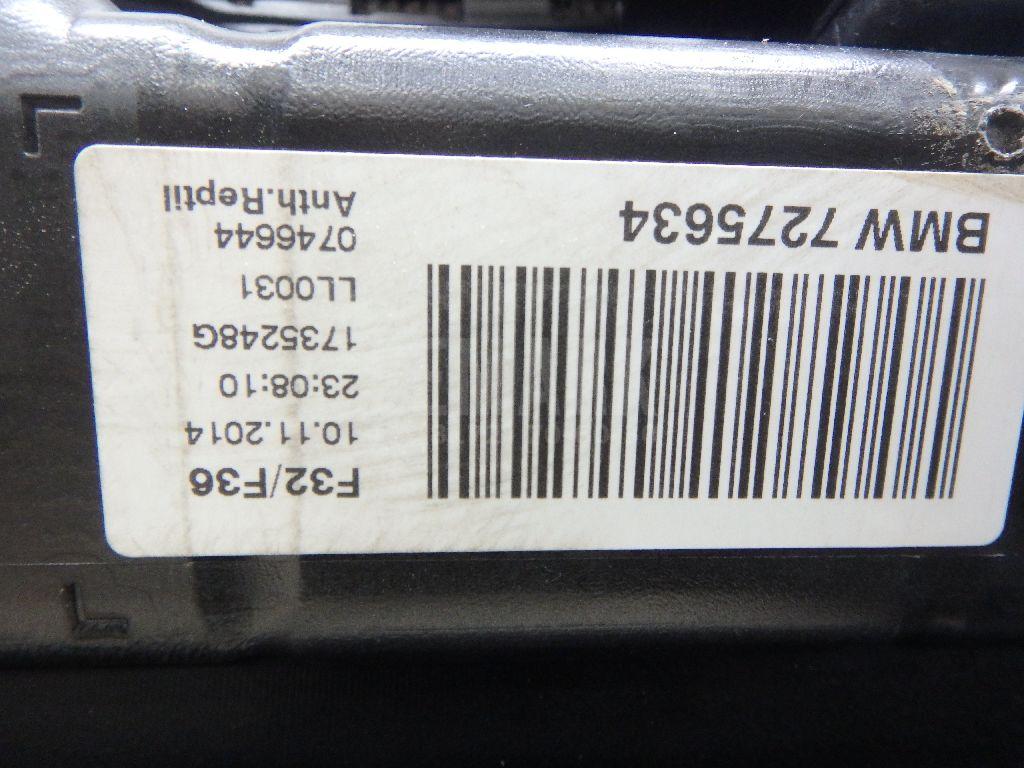 F32/F36
10.11.2014
23:08:10
1735248G
LL0031
0746644
Anth.Reptil
BMW 7275634